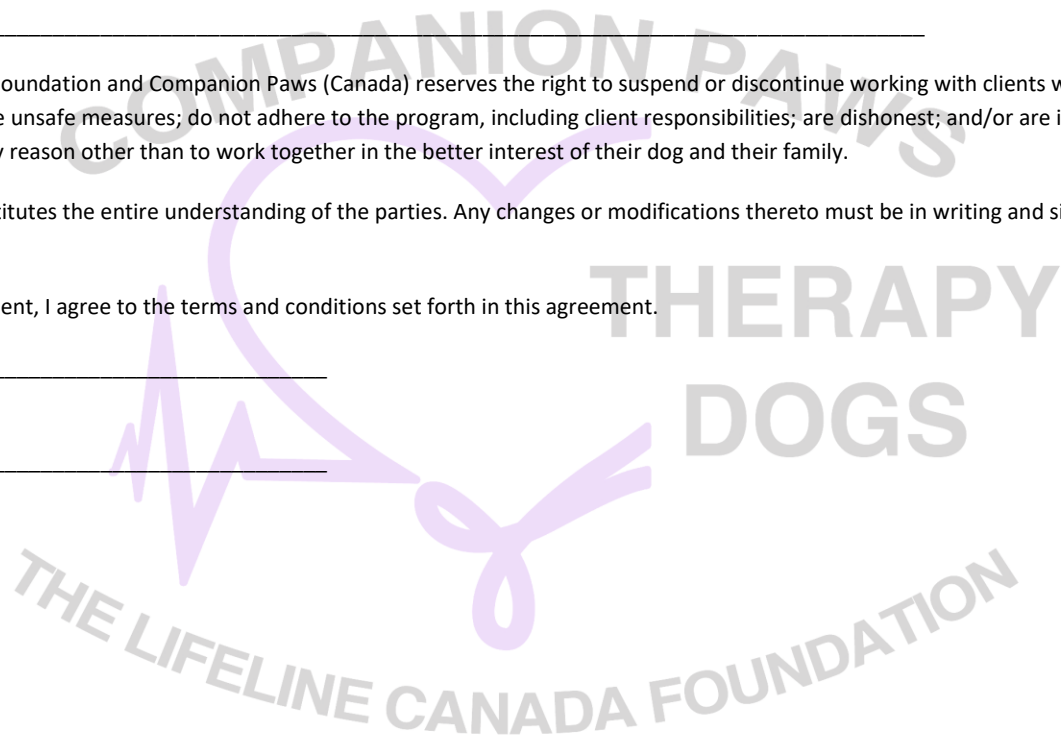 COMPANION PAWS
oundation and Companion Paws (Canada) reserves the right to suspend or discontinue working with clients w
e unsafe measures; do not adhere to the program, including client responsibilities; are dishonest; and/or are i
y reason other than to work together in the better interest of their dog and their family.
titutes the entire understanding of the parties. Any changes or modifications thereto must be in writing and si
ent, I agree to the terms and conditions set forth in this agreement.
THERAPY
DOGS
THE LIFELINE CANADA FOUNDATION